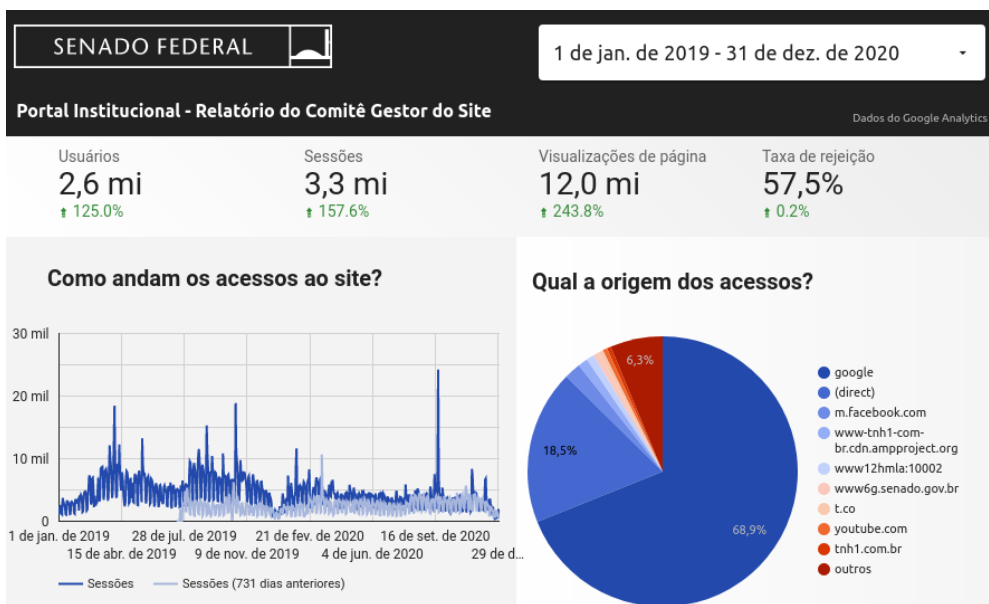 SENADO FEDERAL
1 de jan. de 2019 - 31 de dez. de 2020
Portal Institucional - Relatório do Comitê Gestor do Site
Dados do Google Analytics
Usuários
2,6 mi
125.0%
Sessões
3,3 mi
157.6%
Visualizações de página
12,0 mi
243.8%
Taxa de rejeição
57,5%
0.2%
Como andam os acessos ao site?
30 mil
20 mil
10 mil
0
1 de jan. de 2019
15 de abr. de 2019
28 de jul. de 2019
9 de nov. de 2019
21 de fev. de 2020
4 de jun. de 2020
16 de set. de 2020
29 de d...
Sessões
Sessões (731 dias anteriores)
Qual a origem dos acessos?
6,3%
18,5%
68,9%
google
(direct)
m.facebook.com
www-tnh1-com-
br.cdn.ampproject.org
www12hmla:10002
www6g.senado.gov.br
t.co
youtube.com
tnh1.com.br
outros